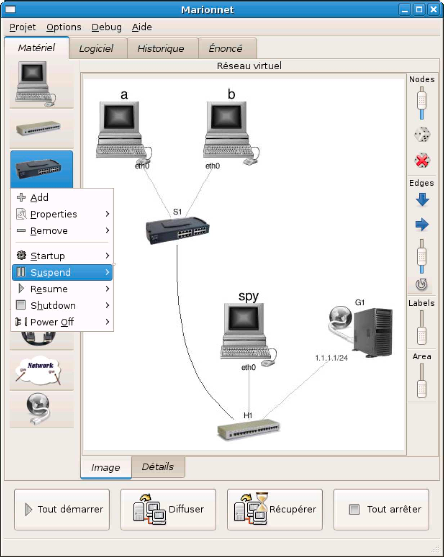 Marionnet
Projet Options Debug Aide
Matériel Logiciel Historique Énoncé
Réseau virtuel
Nodes
a b
eth0 eth0
Edges
S1
Add
Properties
Remove
Startup
Suspend
Resume
Shutdown
Power Off
spy
G1
eth0
1.1.1.1/24
Labels
Area
Network
H1
Image Détails
Tout démarrer Diffuser Récupérer Tout arrêter